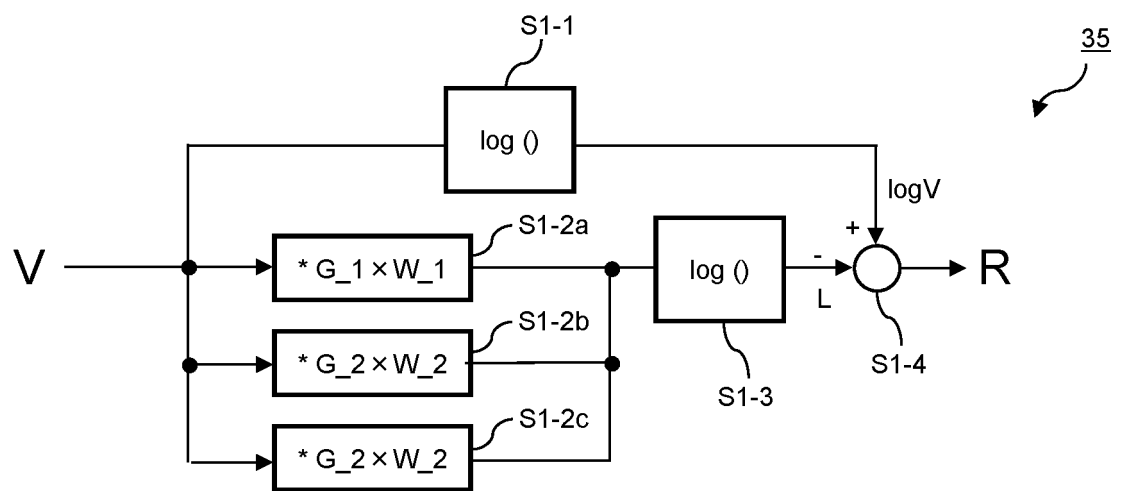 S1-1
35
log ()
logV
S1-2a
+
V
* G_1×W_1
log ()
-
R
L
S1-2b
* G_2×W_2
S1-4
S1-3
S1-2c
* G_2×W_2